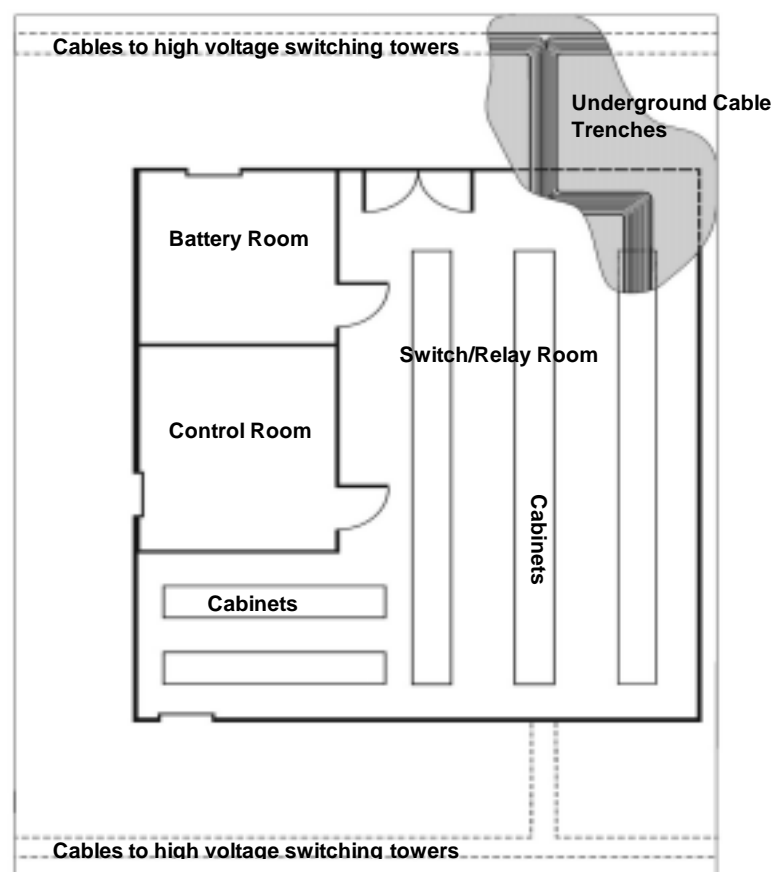 Cables to high voltage switching towers
Underground Cable
Trenches
Battery Room
Switch/Relay Room
Control Room
Cabinets
Cabinets
Cables to high voltage switching towers